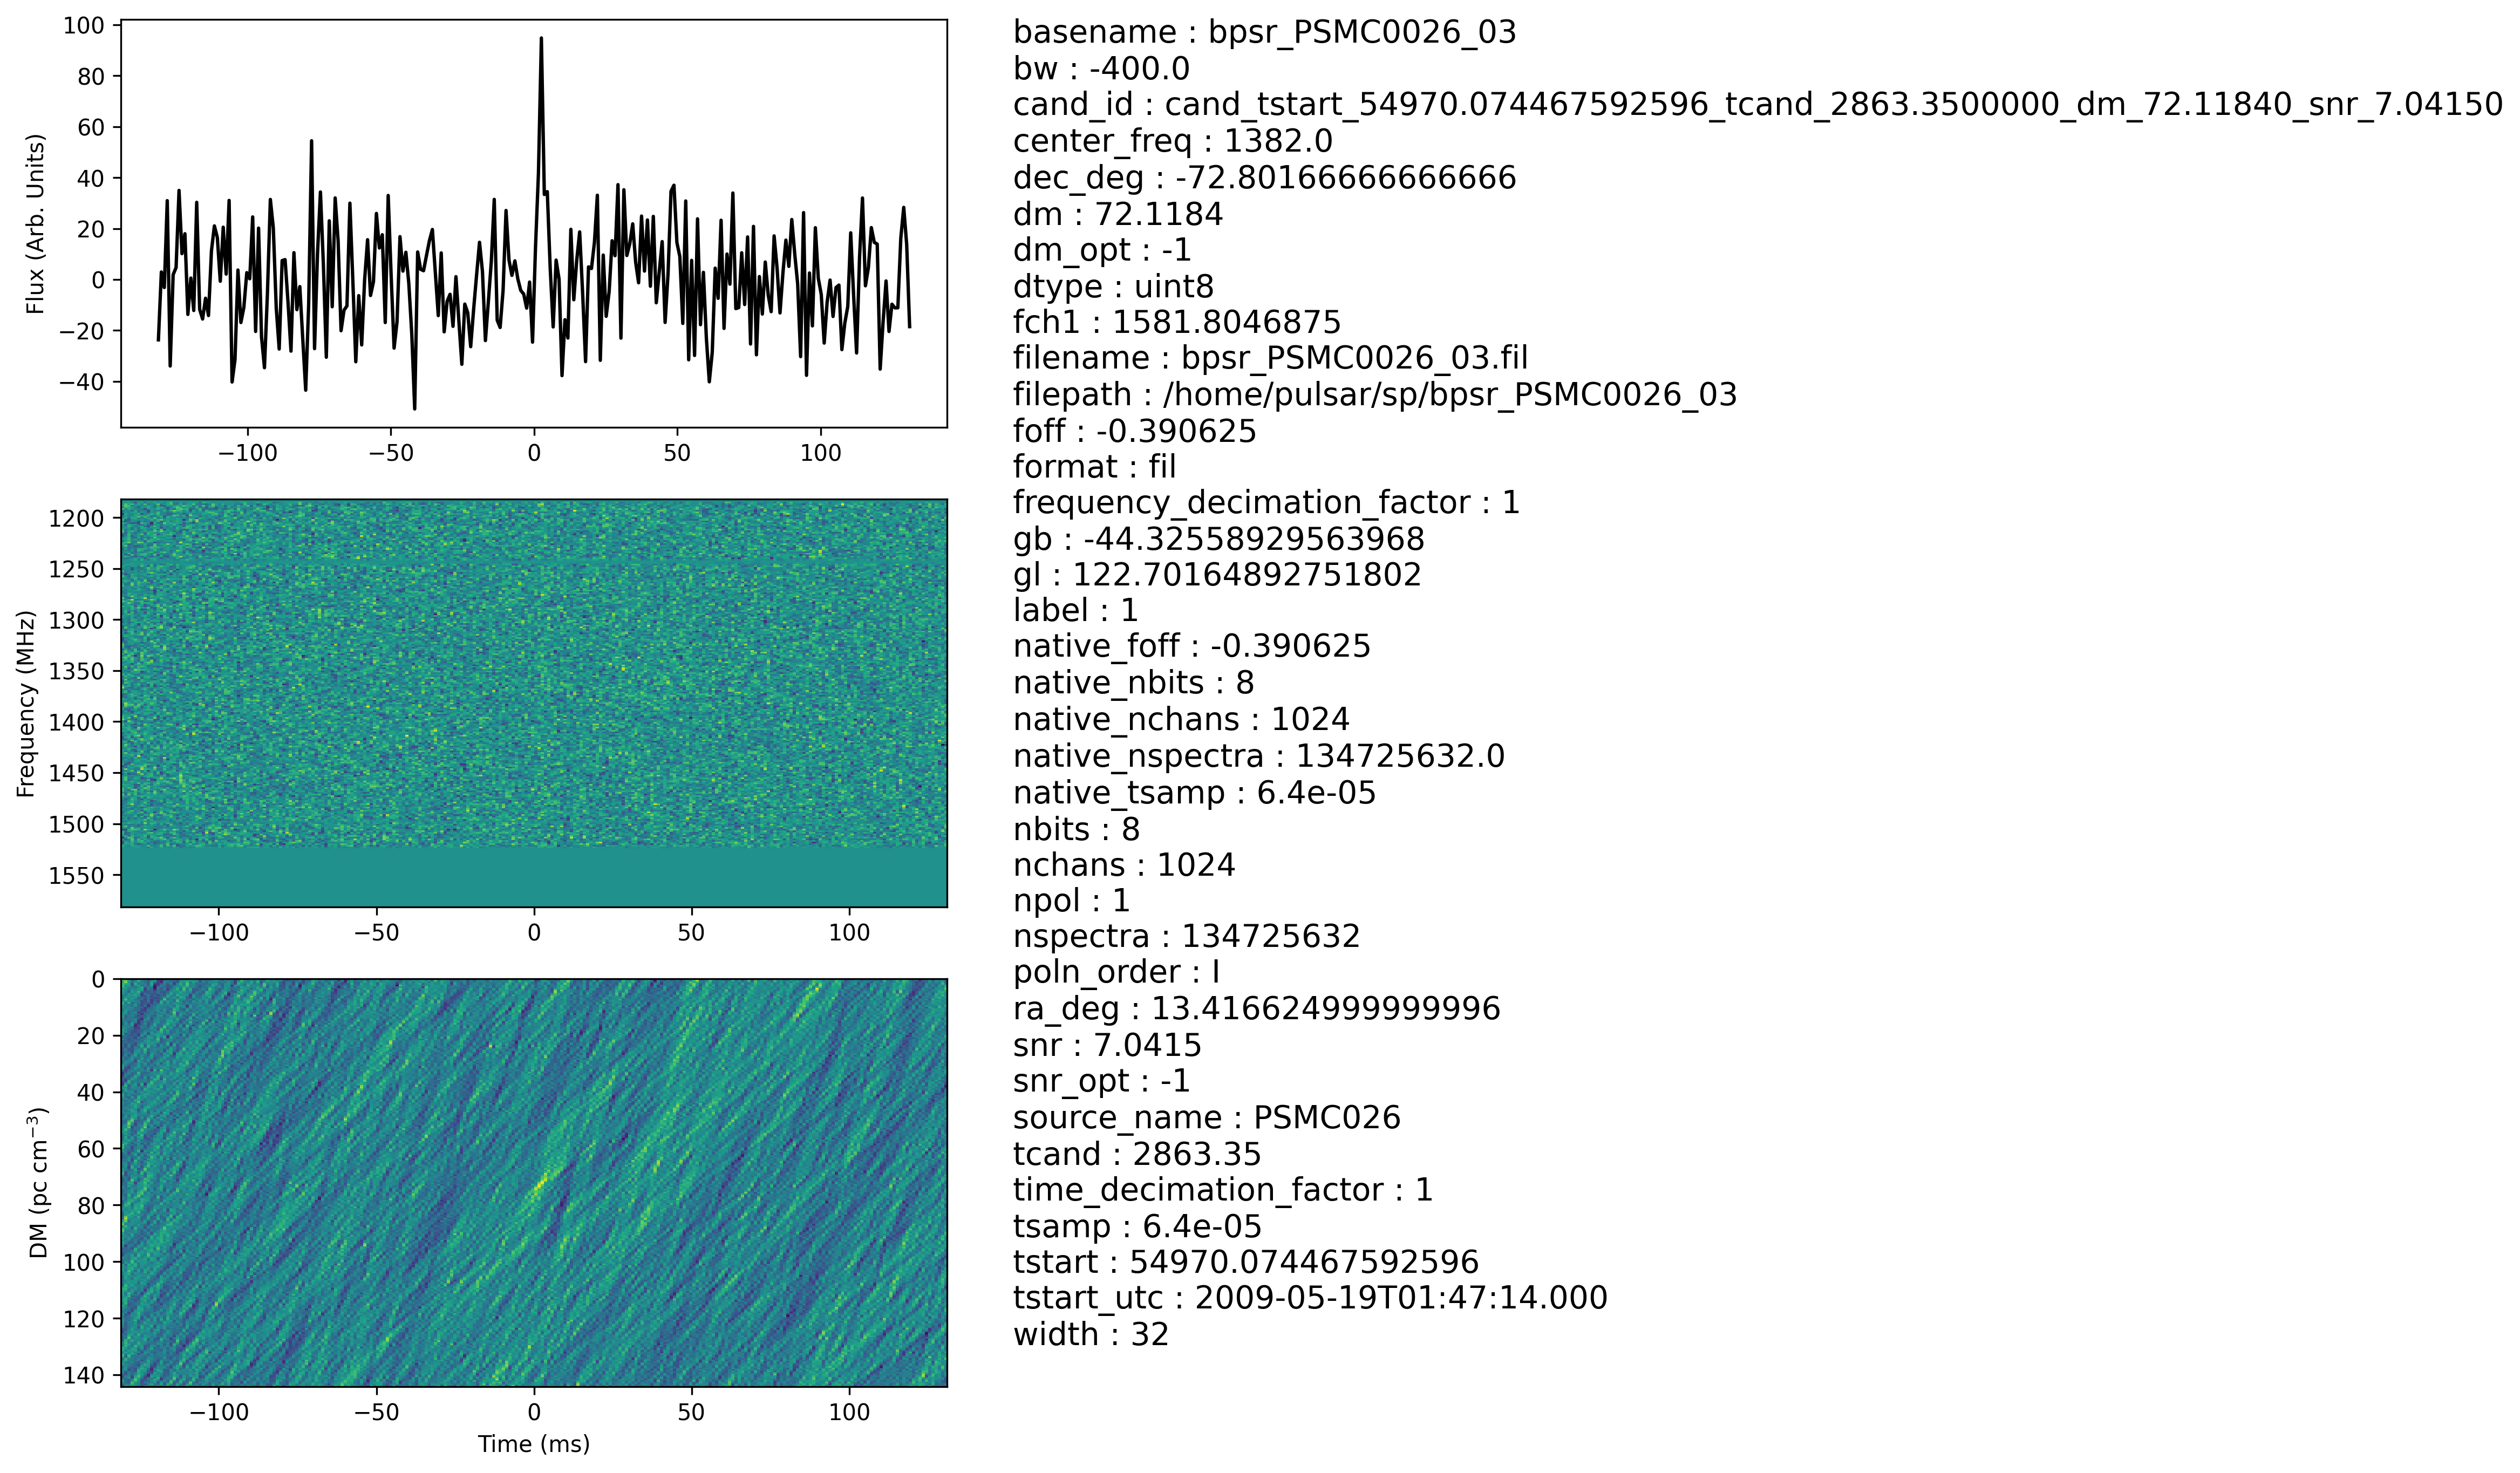 100
80
60
40
20
0
−20
−40
Flux (Arb. Units)
−100 −50 0 50 100
1200
1250
1300
1350
1400
1450
1500
1550
Frequency (MHz)
−100 −50 0 50 100
0
20
40
60
80
100
120
140
DM (pc cm⁻³)
−100 −50 0 50 100
Time (ms)
basename : bpsr_PSMC0026_03
bw : -400.0
cand_id : cand_tstart_54970.074467592596_tcand_2863.3500000_dm_72.11840_snr_7.04150
center_freq : 1382.0
dec_deg : -72.80166666666666
dm : 72.1184
dm_opt : -1
dtype : uint8
fch1 : 1581.8046875
filename : bpsr_PSMC0026_03.fil
filepath : /home/pulsar/sp/bpsr_PSMC0026_03
foff : -0.390625
format : fil
frequency_decimation_factor : 1
gb : -44.32558929563968
gl : 122.70164892751802
label : 1
native_foff : -0.390625
native_nbits : 8
native_nchans : 1024
native_nspectra : 134725632.0
native_tsamp : 6.4e-05
nbits : 8
nchans : 1024
npol : 1
nspectra : 134725632
poln_order : I
ra_deg : 13.416624999999996
snr : 7.0415
snr_opt : -1
source_name : PSMC026
tcand : 2863.35
time_decimation_factor : 1
tsamp : 6.4e-05
tstart : 54970.074467592596
tstart_utc : 2009-05-19T01:47:14.000
width : 32